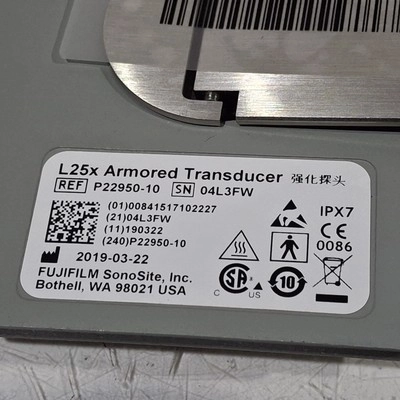 L25x Armored Transducer 强化探头
REF P22950-10 SN 04L3FW
(01)00841517102227
(21)04L3FW
(11)190322
(240)P22950-10
IPX7
CE
0086
2019-03-22
FUJIFILM SonoSite, Inc.
Bothell, WA 98021 USA
C SA US
10